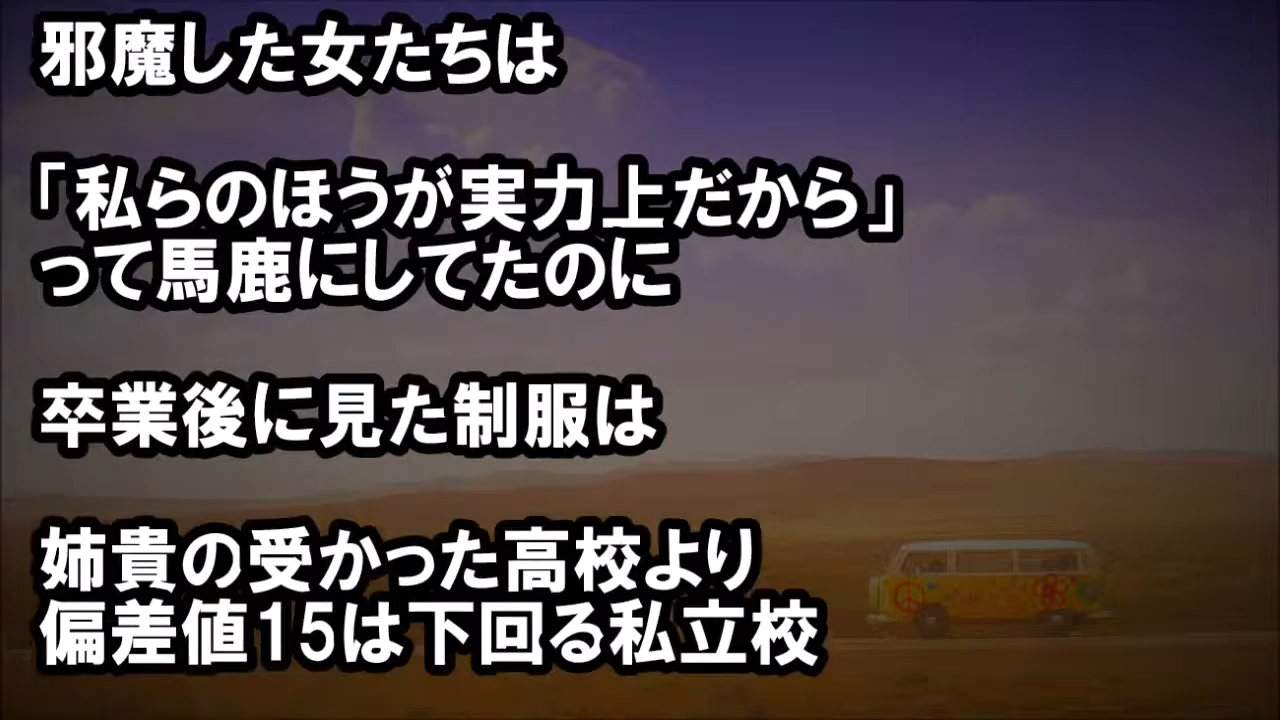 邪魔した女たちは
「私らのほうが実力上だから」
って馬鹿にしてたのに
卒業後に見た制服は
姉貴の受かった高校より
偏差値15は下回る私立校